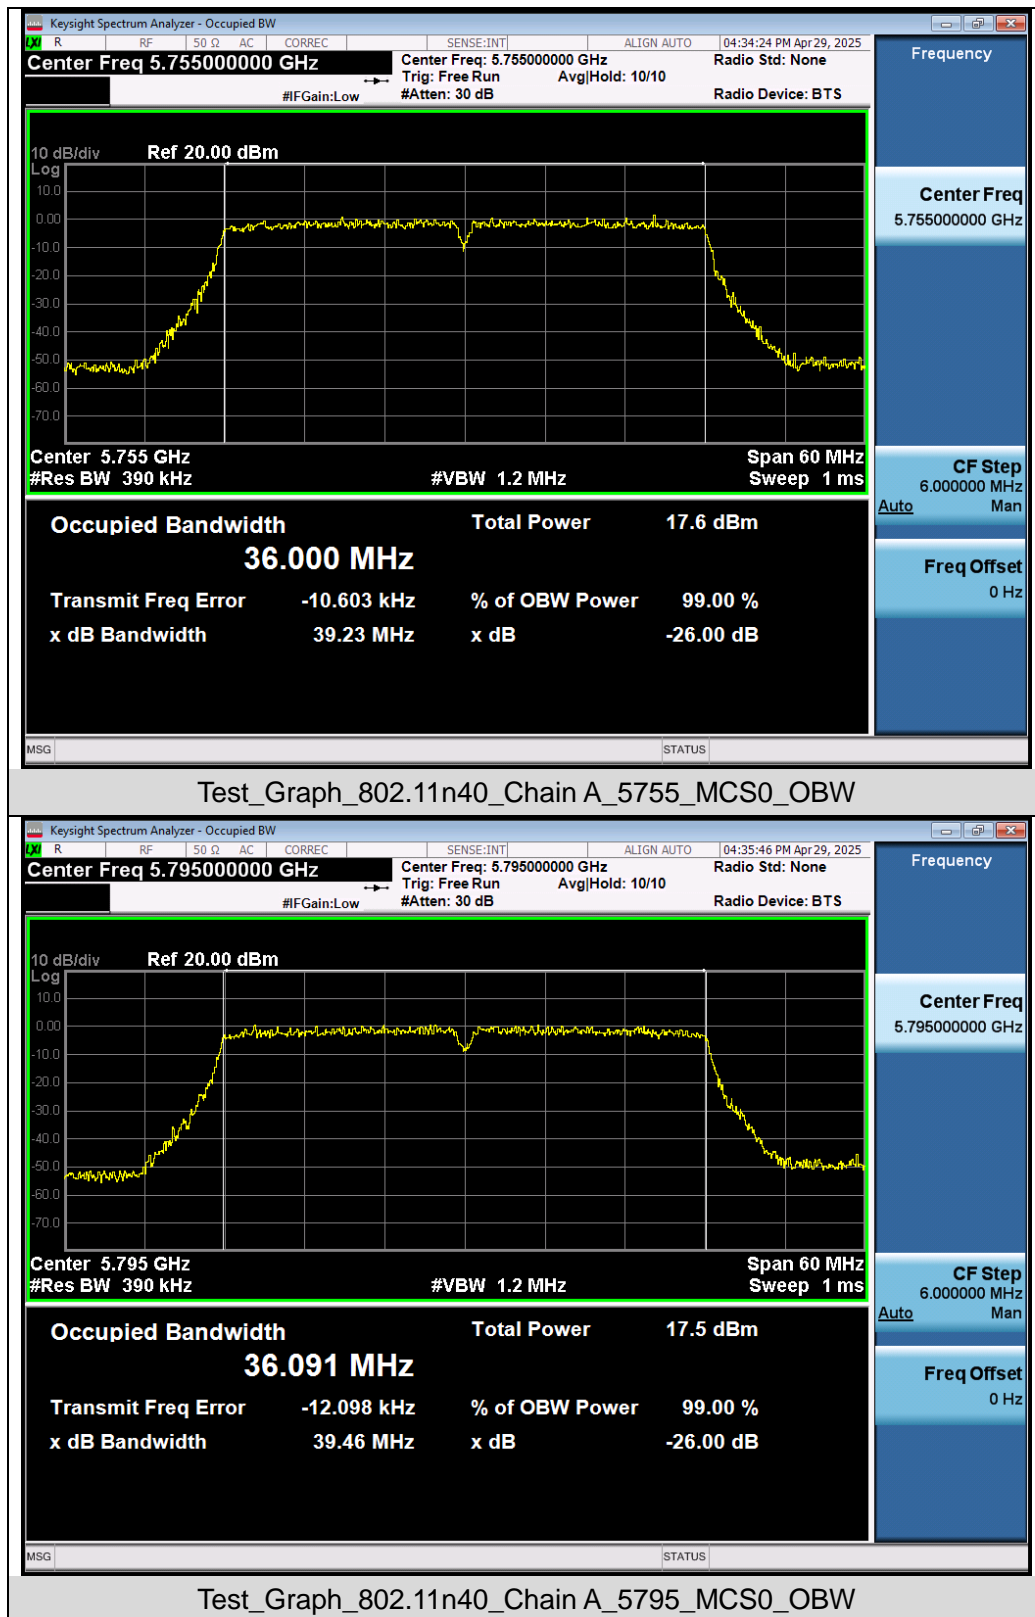 Keysight Spectrum Analyzer - Occupied BW
LXI R RF 50 Ω AC CORREC SENSE:INT ALIGN AUTO 04:34:24 PM Apr 29, 2025
Center Freq 5.755000000 GHz
Center Freq: 5.755000000 GHz
Radio Std: None
Trig: Free Run Avg|Hold: 10/10
#IFGain:Low
#Atten: 30 dB
Radio Device: BTS
Frequency
10 dB/div Ref 20.00 dBm
Log
10.0
0.00
-10.0
-20.0
-30.0
-40.0
-50.0
-60.0
-70.0
Center Freq
5.755000000 GHz
Center 5.755 GHz Span 60 MHz
#Res BW 390 kHz #VBW 1.2 MHz Sweep 1 ms
CF Step
6.000000 MHz
Auto Man
Occupied Bandwidth Total Power 17.6 dBm
36.000 MHz
Freq Offset
0 Hz
Transmit Freq Error -10.603 kHz % of OBW Power 99.00 %
x dB Bandwidth 39.23 MHz x dB -26.00 dB
MSG STATUS
Test_Graph_802.11n40_Chain A_5755_MCS0_OBW
Keysight Spectrum Analyzer - Occupied BW
LXI R RF 50 Ω AC CORREC SENSE:INT ALIGN AUTO 04:35:46 PM Apr 29, 2025
Center Freq 5.795000000 GHz
Center Freq: 5.795000000 GHz
Radio Std: None
Trig: Free Run Avg|Hold: 10/10
#IFGain:Low
#Atten: 30 dB
Radio Device: BTS
Frequency
10 dB/div Ref 20.00 dBm
Log
10.0
0.00
-10.0
-20.0
-30.0
-40.0
-50.0
-60.0
-70.0
Center Freq
5.795000000 GHz
Center 5.795 GHz Span 60 MHz
#Res BW 390 kHz #VBW 1.2 MHz Sweep 1 ms
CF Step
6.000000 MHz
Auto Man
Occupied Bandwidth Total Power 17.5 dBm
36.091 MHz
Freq Offset
0 Hz
Transmit Freq Error -12.098 kHz % of OBW Power 99.00 %
x dB Bandwidth 39.46 MHz x dB -26.00 dB
MSG STATUS
Test_Graph_802.11n40_Chain A_5795_MCS0_OBW